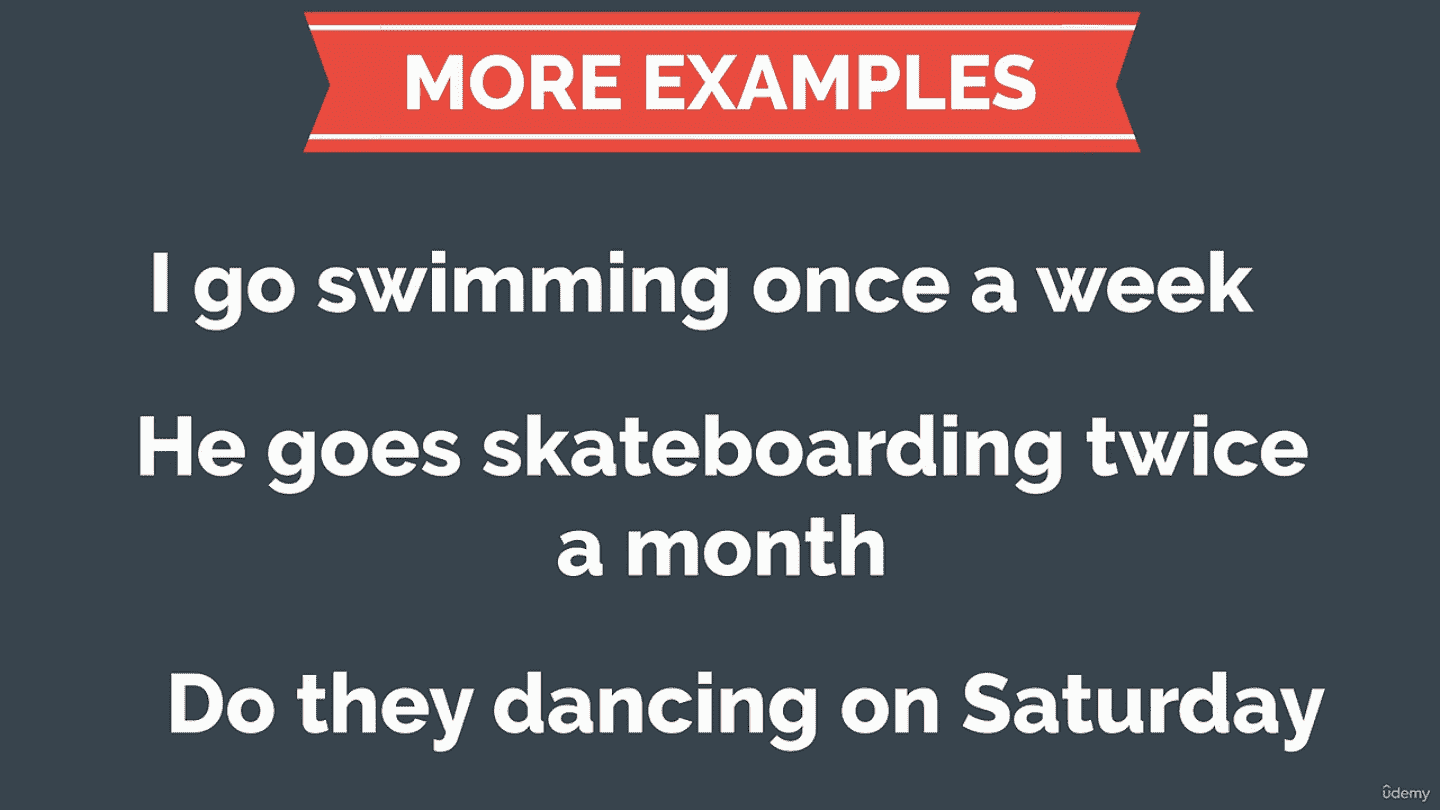 MORE EXAMPLES
I go swimming once a week
He goes skateboarding twice
a month
Do they dancing on Saturday
ûdemy